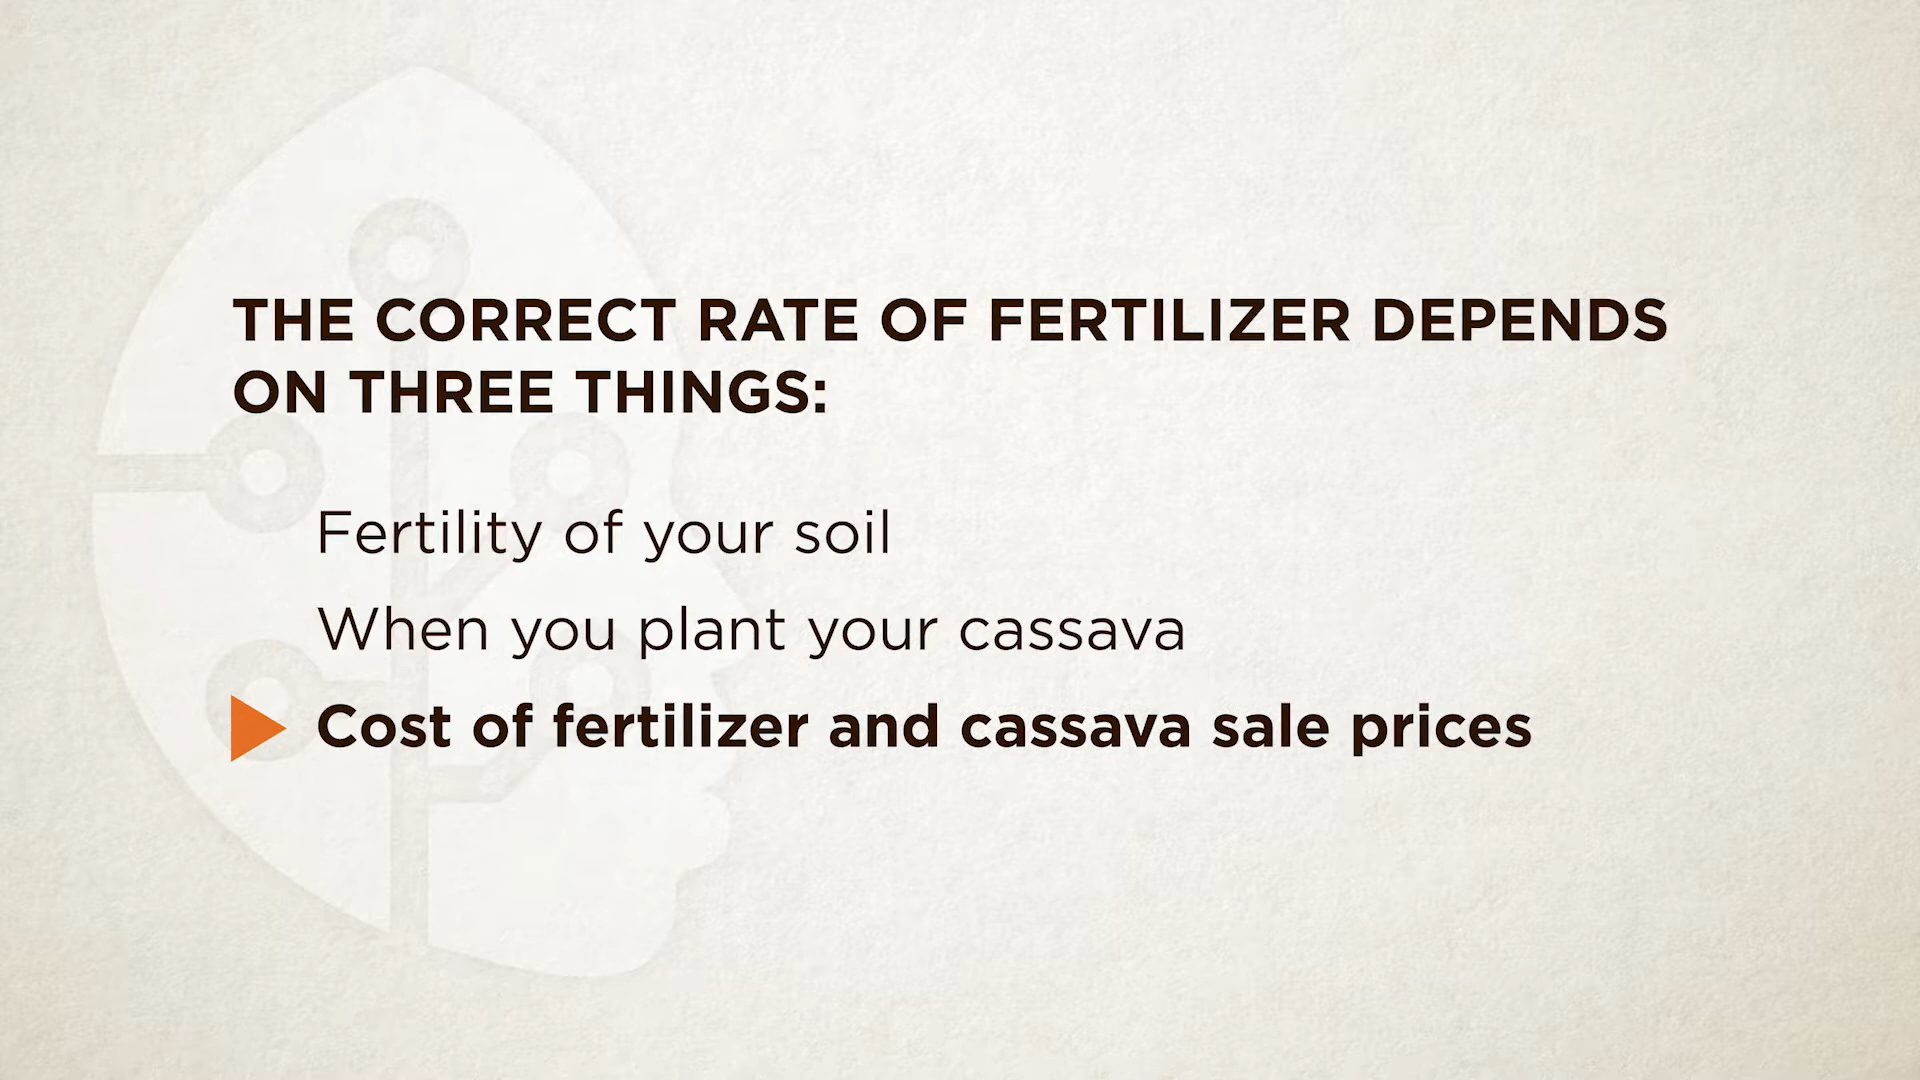 THE CORRECT RATE OF FERTILIZER DEPENDS
ON THREE THINGS:
Fertility of your soil
When you plant your cassava
Cost of fertilizer and cassava sale prices